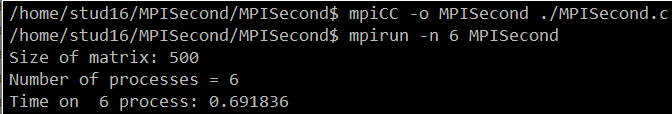 /home/stud16/MPISecond/MPISecond$ mpiCC -o MPISecond ./MPISecond.c
/home/stud16/MPISecond/MPISecond$ mpirun -n 6 MPISecond
Size of matrix: 500
Number of processes = 6
Time on  6 process: 0.691836